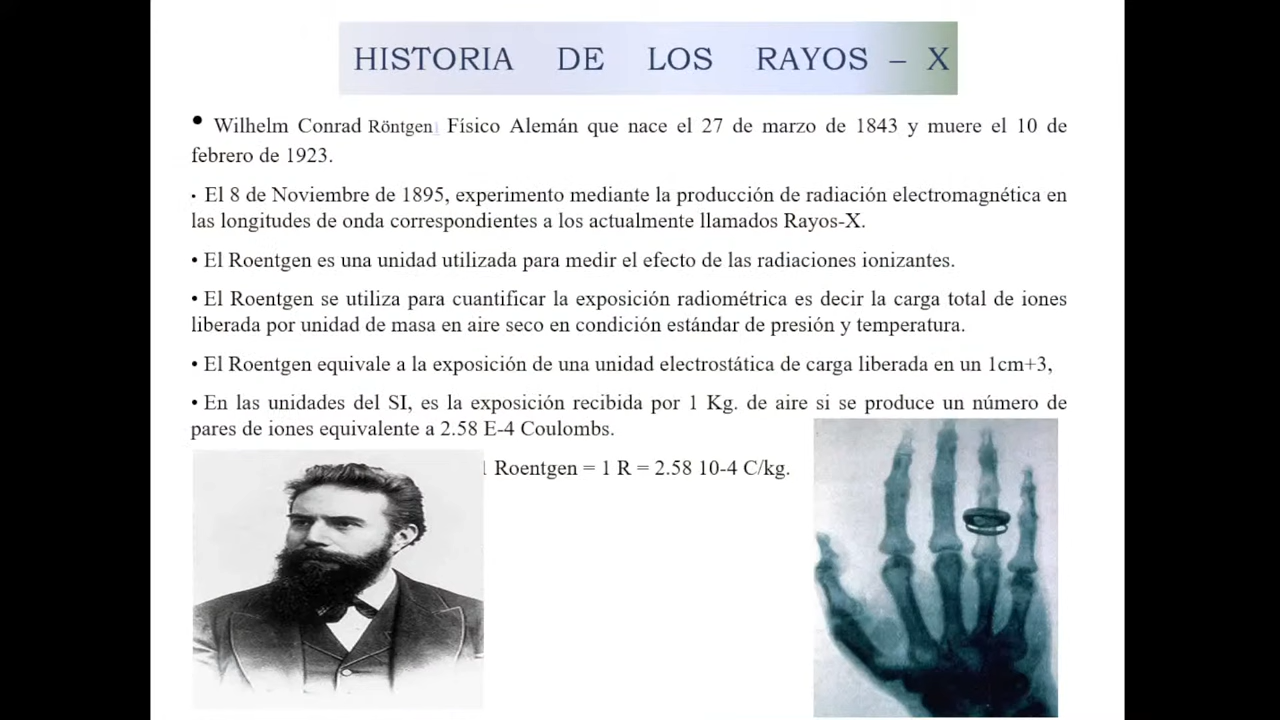 HISTORIA DE LOS RAYOS – X
• Wilhelm Conrad Röntgen Físico Alemán que nace el 27 de marzo de 1843 y muere el 10 de
febrero de 1923.
· El 8 de Noviembre de 1895, experimento mediante la producción de radiación electromagnética en
las longitudes de onda correspondientes a los actualmente llamados Rayos-X.
• El Roentgen es una unidad utilizada para medir el efecto de las radiaciones ionizantes.
• El Roentgen se utiliza para cuantificar la exposición radiométrica es decir la carga total de iones
liberada por unidad de masa en aire seco en condición estándar de presión y temperatura.
• El Roentgen equivale a la exposición de una unidad electrostática de carga liberada en un 1cm+3,
• En las unidades del SI, es la exposición recibida por 1 Kg. de aire si se produce un número de
pares de iones equivalente a 2.58 E-4 Coulombs.
1 Roentgen = 1 R = 2.58 10-4 C/kg.